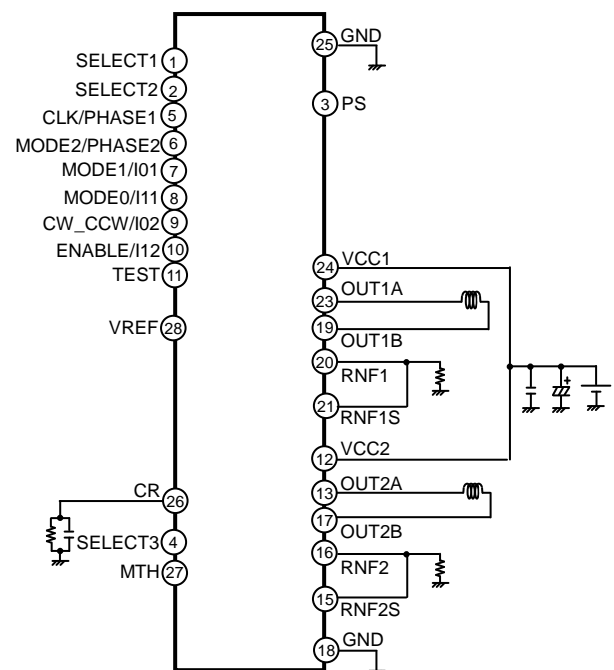 25 GND
SELECT1 1
SELECT2 2
3 PS
CLK/PHASE1 5
MODE2/PHASE2 6
MODE1/I01 7
MODE0/I11 8
CW_CCW/I02 9
ENABLE/I12 10
TEST 11
24 VCC1
23 OUT1A
VREF 28
19 OUT1B
20 RNF1
21 RNF1S
+
12 VCC2
CR 26
13 OUT2A
17 OUT2B
SELECT3 4
16 RNF2
MTH 27
15 RNF2S
18 GND